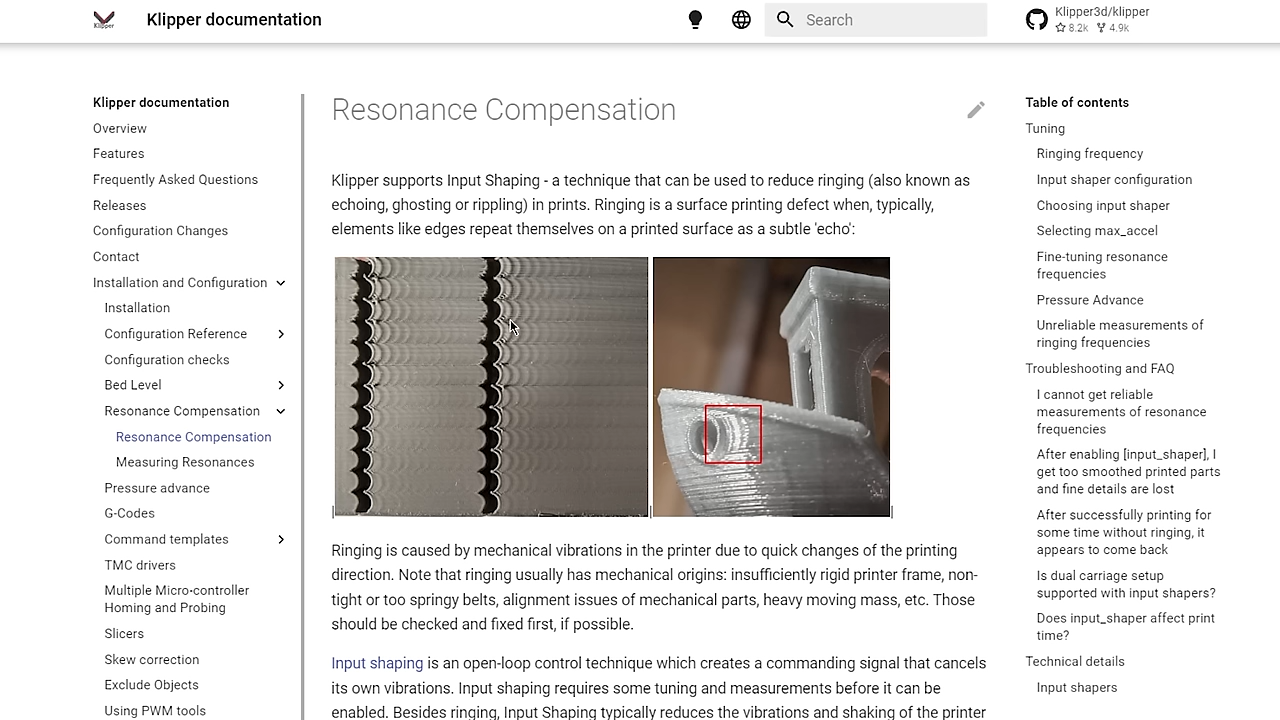 Klipper
Klipper documentation
Search
Klipper3d/klipper
8.2k 4.9k
Klipper documentation
Overview
Features
Frequently Asked Questions
Releases
Configuration Changes
Contact
Installation and Configuration
Installation
Configuration Reference
Configuration checks
Bed Level
Resonance Compensation
Resonance Compensation
Measuring Resonances
Pressure advance
G-Codes
Command templates
TMC drivers
Multiple Micro-controller
Homing and Probing
Slicers
Skew correction
Exclude Objects
Using PWM tools
Resonance Compensation
Klipper supports Input Shaping - a technique that can be used to reduce ringing (also known as
echoing, ghosting or rippling) in prints. Ringing is a surface printing defect when, typically,
elements like edges repeat themselves on a printed surface as a subtle 'echo':
Ringing is caused by mechanical vibrations in the printer due to quick changes of the printing
direction. Note that ringing usually has mechanical origins: insufficiently rigid printer frame, non-
tight or too springy belts, alignment issues of mechanical parts, heavy moving mass, etc. Those
should be checked and fixed first, if possible.
Input shaping is an open-loop control technique which creates a commanding signal that cancels
its own vibrations. Input shaping requires some tuning and measurements before it can be
enabled. Besides ringing, Input Shaping typically reduces the vibrations and shaking of the printer
Table of contents
Tuning
Ringing frequency
Input shaper configuration
Choosing input shaper
Selecting max_accel
Fine-tuning resonance
frequencies
Pressure Advance
Unreliable measurements of
ringing frequencies
Troubleshooting and FAQ
I cannot get reliable
measurements of resonance
frequencies
After enabling [input_shaper], I
get too smoothed printed parts
and fine details are lost
After successfully printing for
some time without ringing, it
appears to come back
Is dual carriage setup
supported with input shapers?
Does input_shaper affect print
time?
Technical details
Input shapers